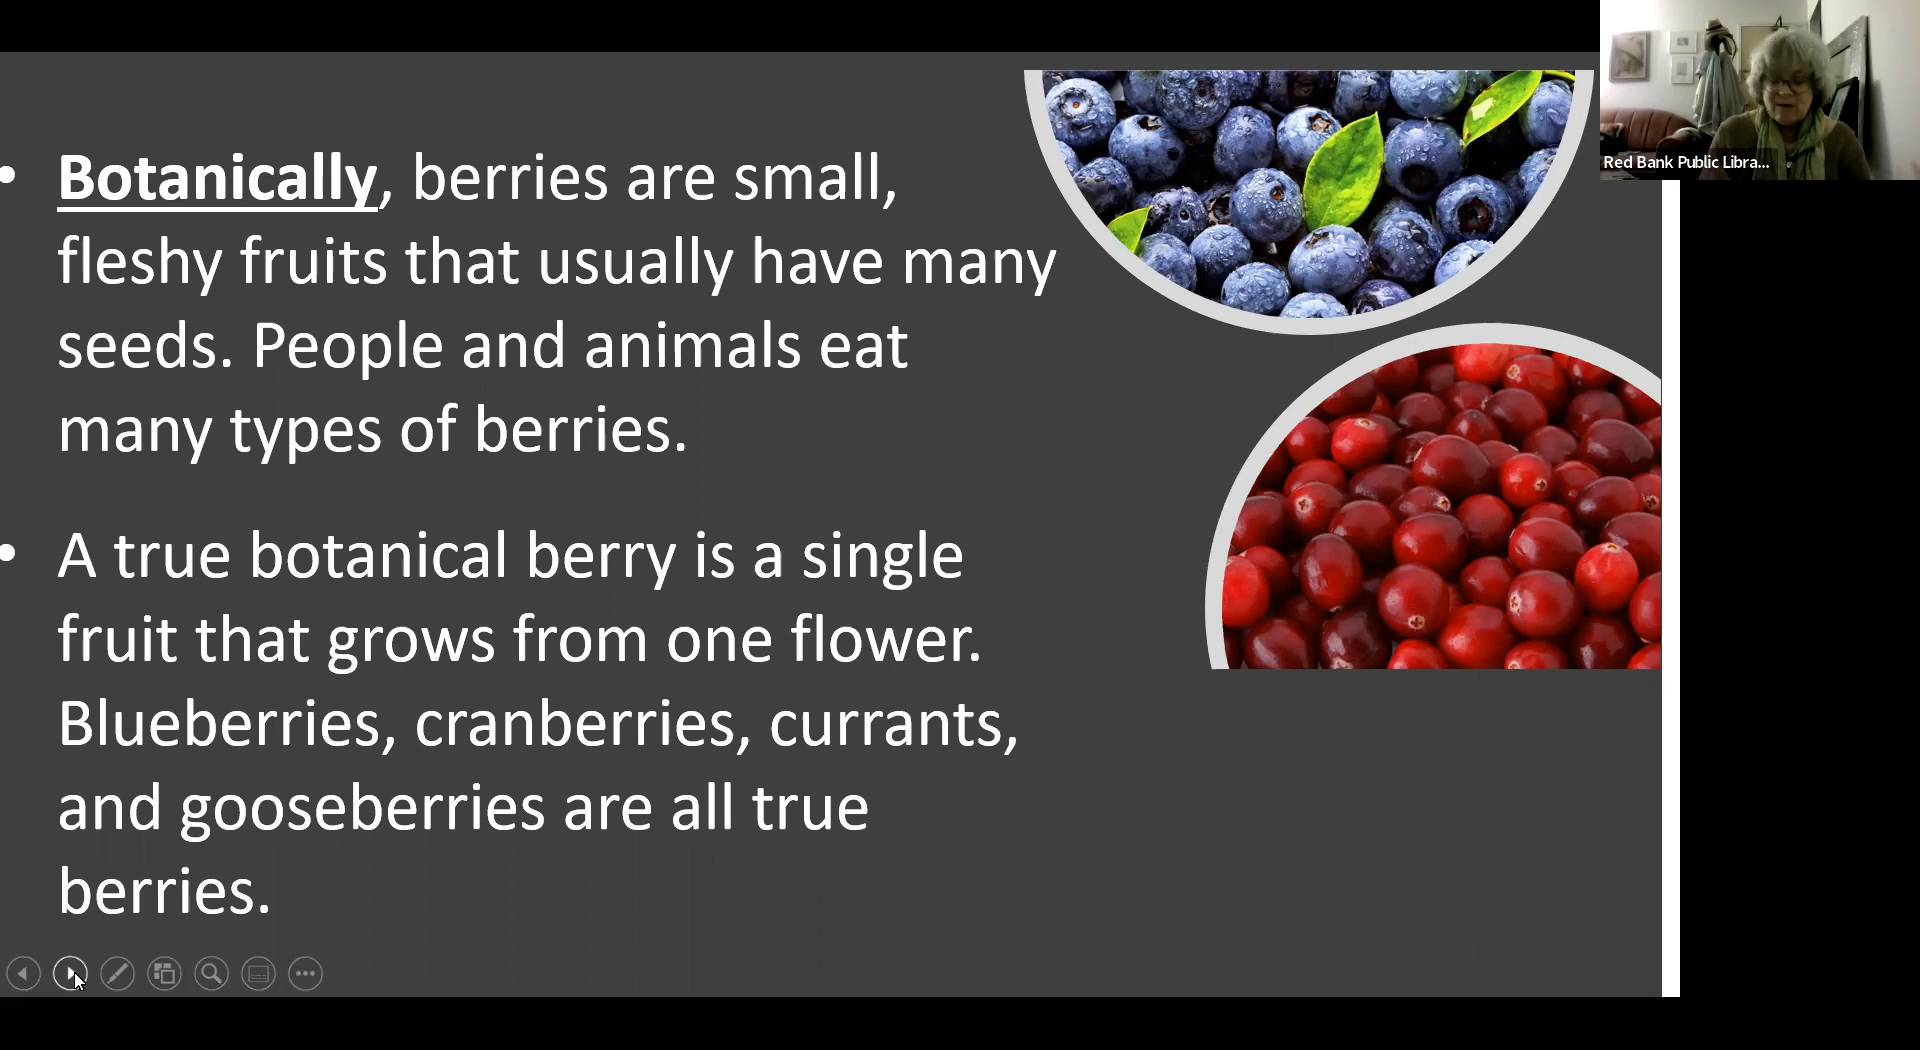 • Botanically, berries are small,
fleshy fruits that usually have many
seeds. People and animals eat
many types of berries.
• A true botanical berry is a single
fruit that grows from one flower.
Blueberries, cranberries, currants,
and gooseberries are all true
berries.
Red Bank Public Libra...